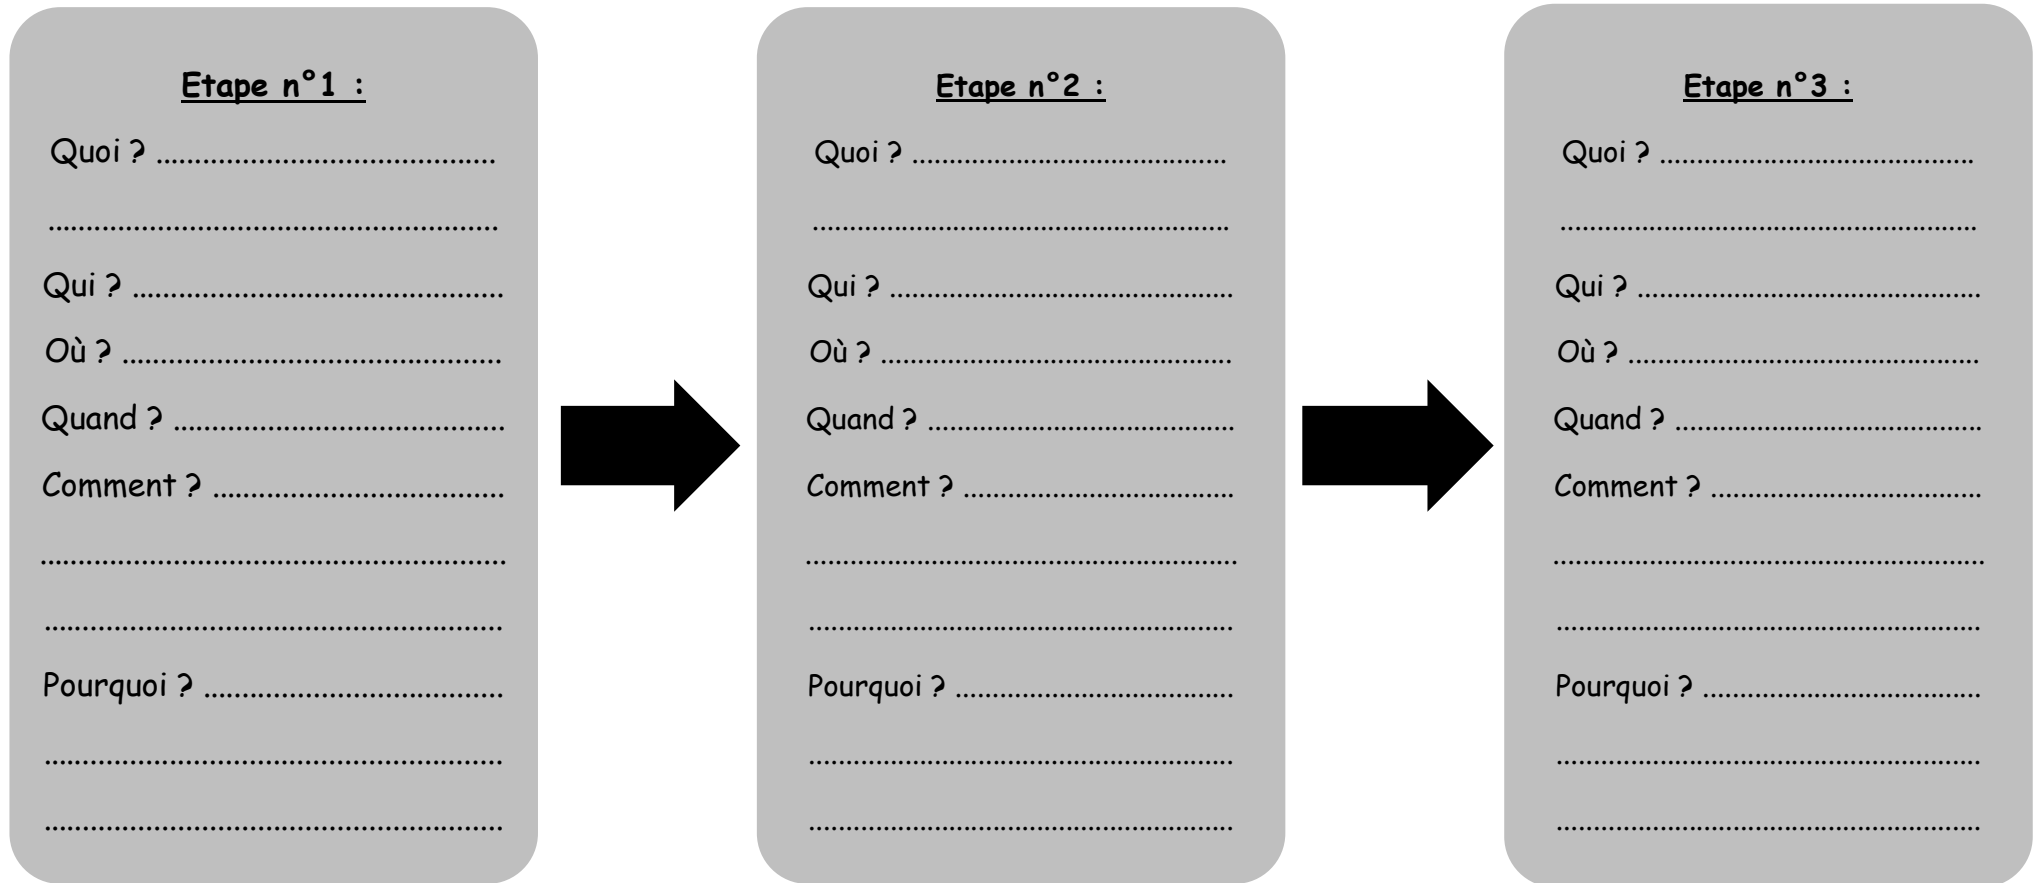 Etape n°1 :
Quoi ? .............................................
............................................................
Qui ? .................................................
Où ? ..................................................
Quand ? ............................................
Comment ? .......................................
..............................................................
.............................................................
Pourquoi ? ........................................
.............................................................
.............................................................
Etape n°2 :
Quoi ? .............................................
............................................................
Qui ? .................................................
Où ? ..................................................
Quand ? ............................................
Comment ? .......................................
..............................................................
.............................................................
Pourquoi ? ........................................
.............................................................
.............................................................
Etape n°3 :
Quoi ? .............................................
............................................................
Qui ? .................................................
Où ? ..................................................
Quand ? ............................................
Comment ? .......................................
..............................................................
.............................................................
Pourquoi ? ........................................
.............................................................
.............................................................